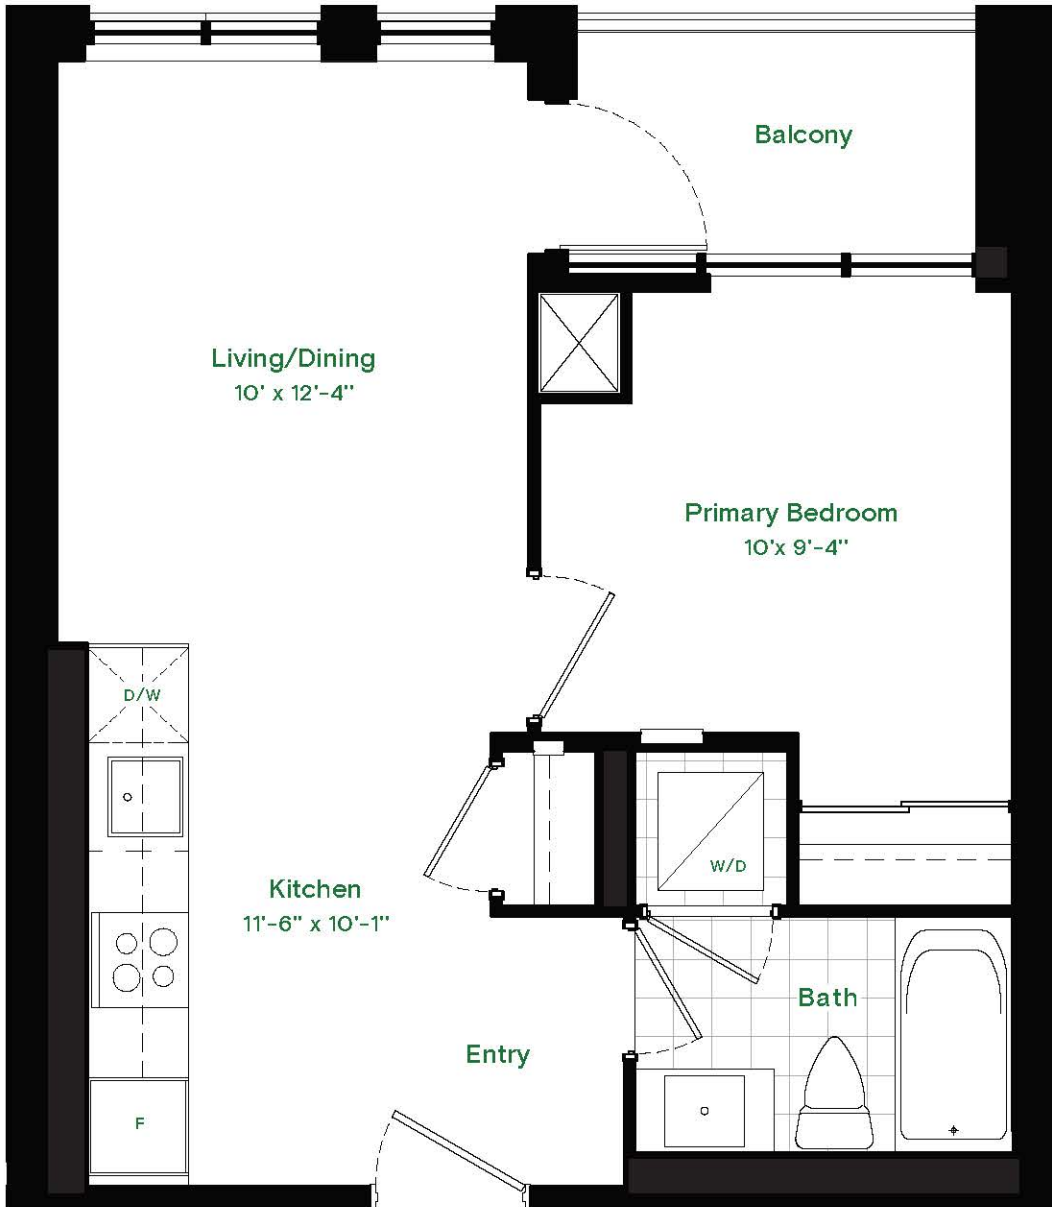 Balcony
Living/Dining
10' x 12'-4"
Primary Bedroom
10'x 9'-4"
D/W
W/D
Kitchen
11'-6" x 10'-1"
Bath
Entry
F